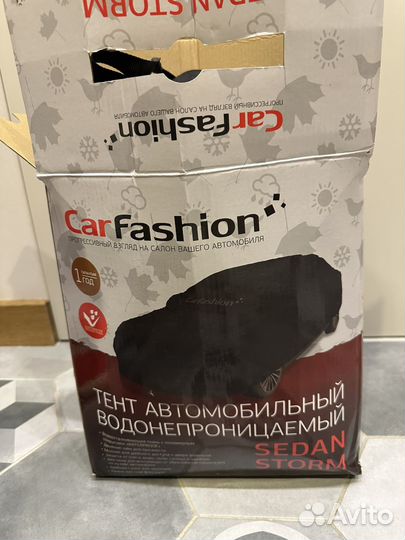 SEDAN STORM
CarFashion
ПРОГРЕССИВНЫЙ ВЗГЛЯД НА САЛОН ВАШЕГО АВТОМОБИЛЯ
CarFashion
ПРОГРЕССИВНЫЙ ВЗГЛЯД НА САЛОН ВАШЕГО АВТОМОБИЛЯ
1 год
CarFashion
ТЕНТ АВТОМОБИЛЬНЫЙ
ВОДОНЕПРОНИЦАЕМЫЙ
SEDAN
STORM
Avito